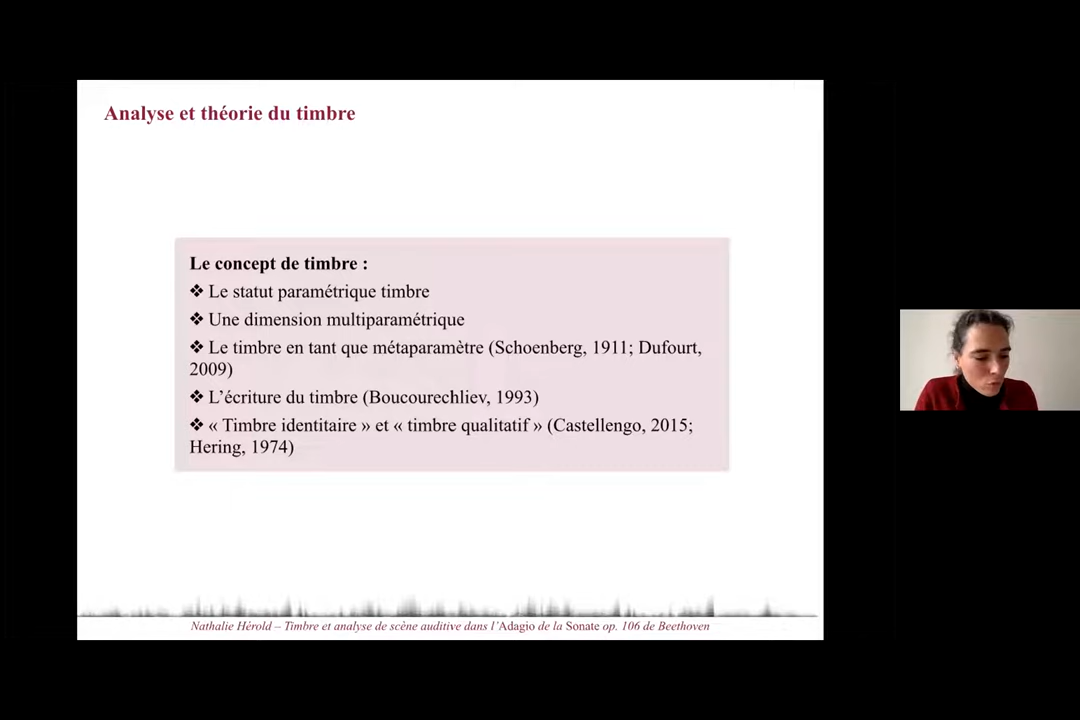 Analyse et théorie du timbre
Le concept de timbre :
❖ Le statut paramétrique timbre
❖ Une dimension multiparamétrique
❖ Le timbre en tant que métaparamètre (Schoenberg, 1911; Dufourt,
2009)
❖ L’écriture du timbre (Boucourechliev, 1993)
❖ « Timbre identitaire » et « timbre qualitatif » (Castellengo, 2015;
Hering, 1974)
Nathalie Hérold – Timbre et analyse de scène auditive dans l’Adagio de la Sonate op. 106 de Beethoven